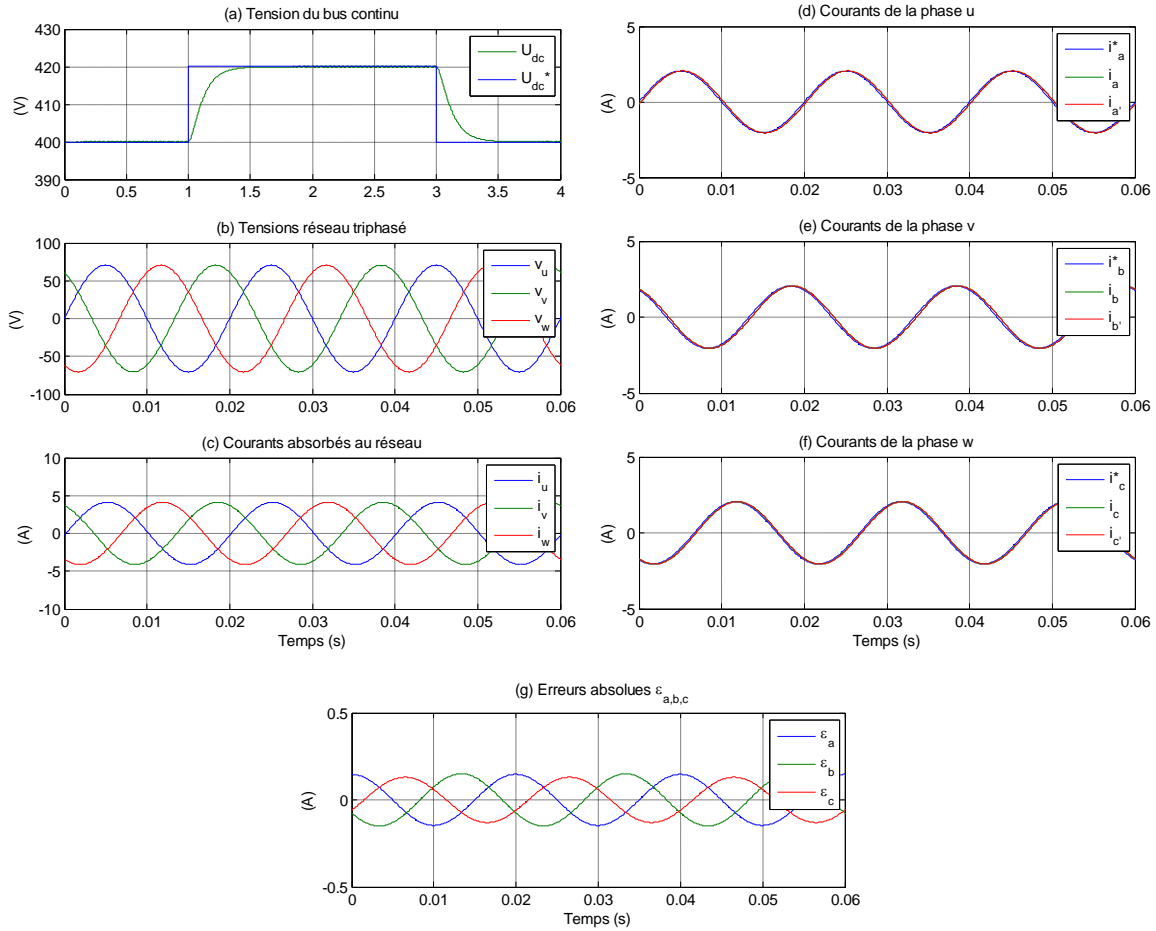 (a) Tension du bus continu
430
420
410
400
390
(V)
0 0.5 1 1.5 2 2.5 3 3.5 4
U_dc
U_dc*
(b) Tensions réseau triphasé
100
50
0
-50
-100
(V)
0 0.01 0.02 0.03 0.04 0.05 0.06
v_u
v_v
v_w
(c) Courants absorbés au réseau
10
5
0
-5
-10
(A)
0 0.01 0.02 0.03 0.04 0.05 0.06
Temps (s)
i_u
i_v
i_w
(d) Courants de la phase u
5
0
-5
(A)
0 0.01 0.02 0.03 0.04 0.05 0.06
i*_a
i_a
i_a'
(e) Courants de la phase v
5
0
-5
(A)
0 0.01 0.02 0.03 0.04 0.05 0.06
i*_b
i_b
i_b'
(f) Courants de la phase w
5
0
-5
(A)
0 0.01 0.02 0.03 0.04 0.05 0.06
Temps (s)
i*_c
i_c
i_c'
(g) Erreurs absolues ε_a,b,c
0.5
0
-0.5
(A)
0 0.01 0.02 0.03 0.04 0.05 0.06
Temps (s)
ε_a
ε_b
ε_c